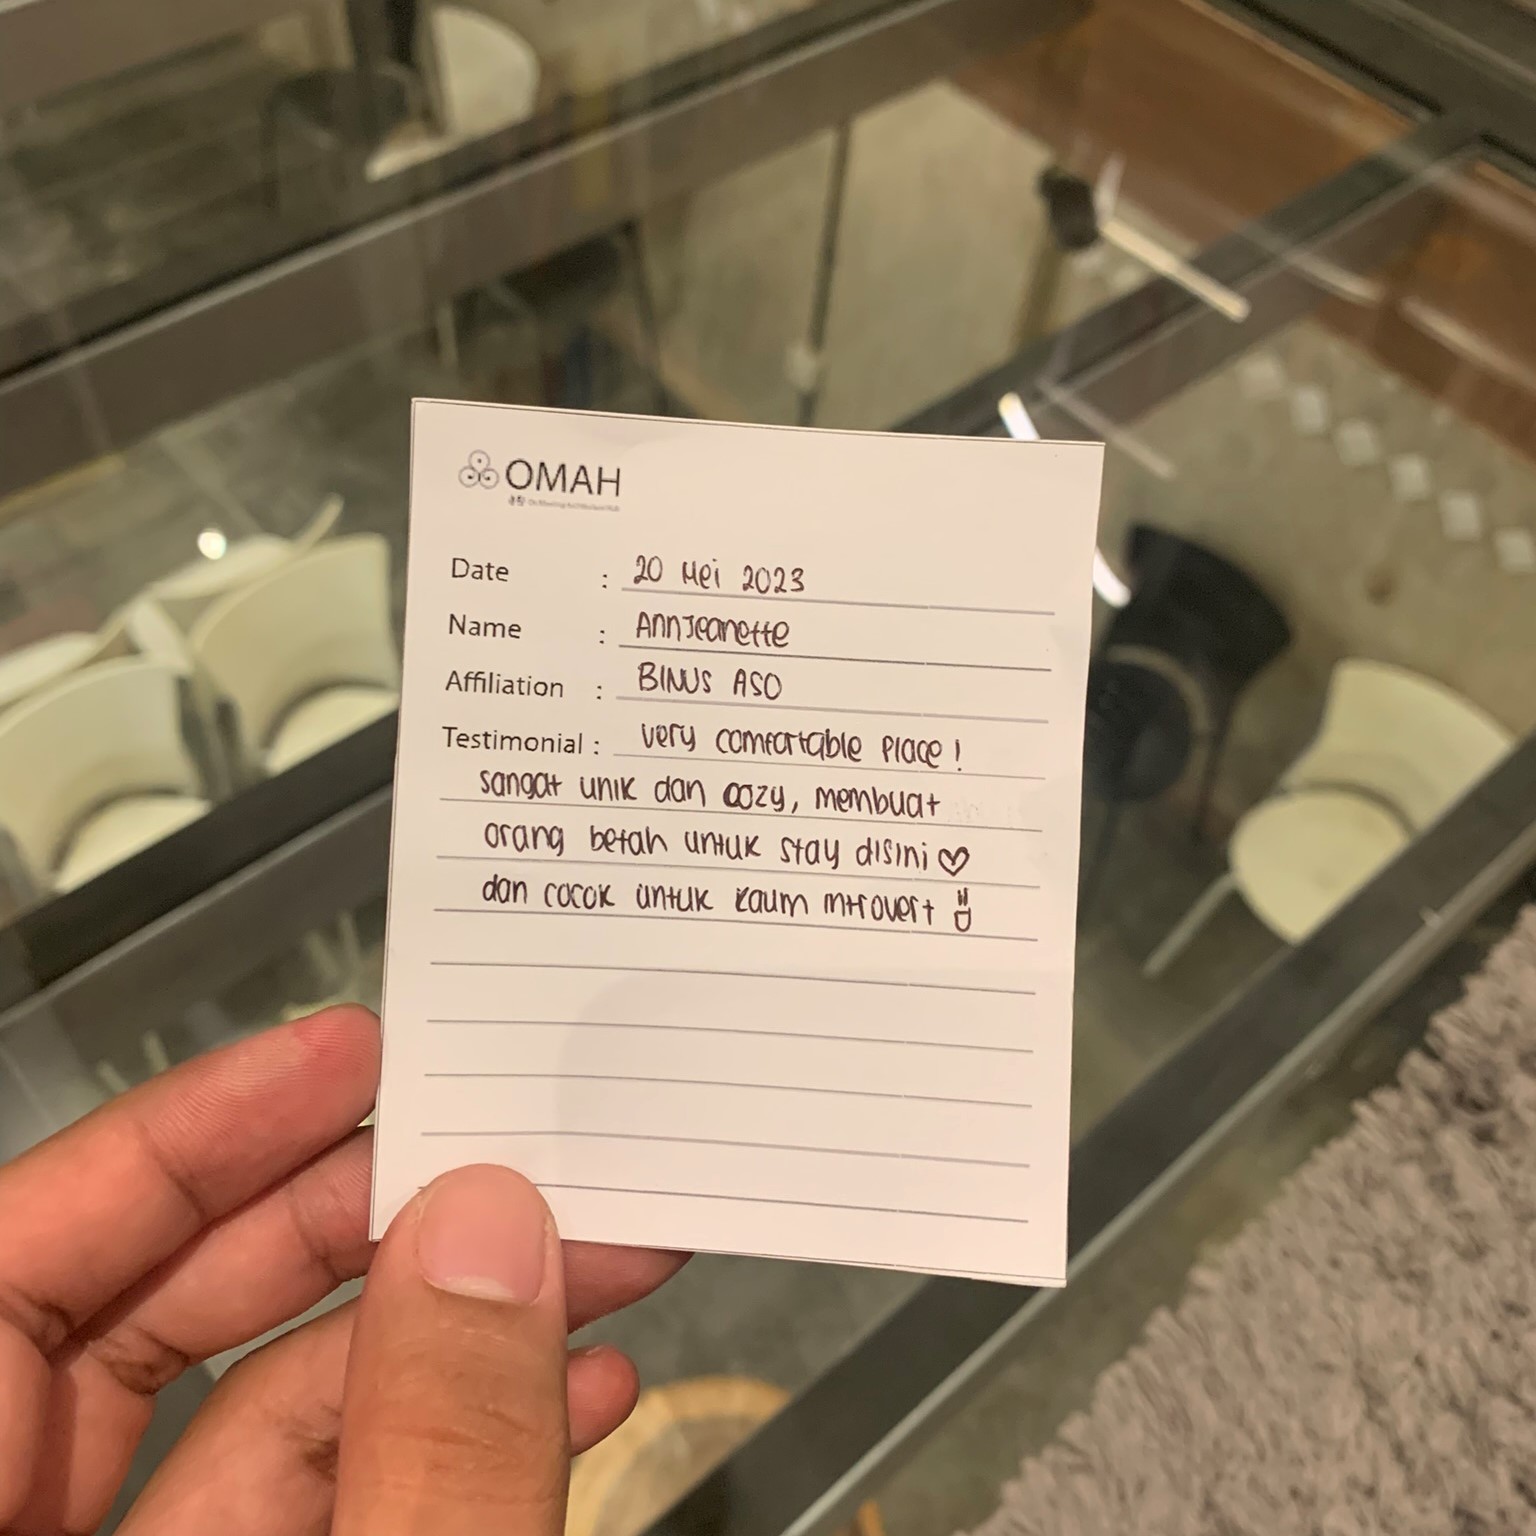 OMAH
Date : 20 Mei 2023
Name : Annjeanette
Affiliation : BINUS ASO
Testimonial : very comfortable place!
sangat unik dan cozy, membuat
orang betah untuk stay disini ♡
dan cocok untuk kaum introvert